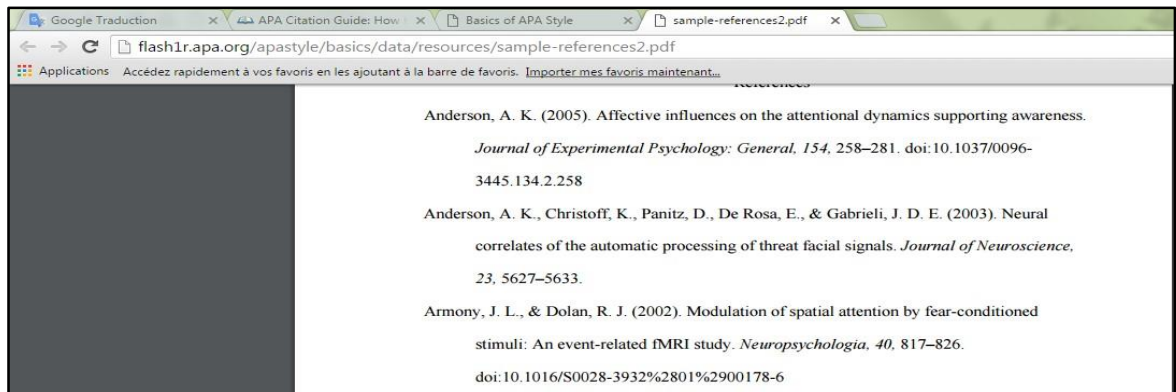 Google Traduction APA Citation Guide: How Basics of APA Style sample-references2.pdf
flash1r.apa.org/apastyle/basics/data/resources/sample-references2.pdf
Applications Accédez rapidement à vos favoris en les ajoutant à la barre de favoris. Importer mes favoris maintenant...
References
Anderson, A. K. (2005). Affective influences on the attentional dynamics supporting awareness.
Journal of Experimental Psychology: General, 154, 258–281. doi:10.1037/0096-
3445.134.2.258
Anderson, A. K., Christoff, K., Panitz, D., De Rosa, E., & Gabrieli, J. D. E. (2003). Neural
correlates of the automatic processing of threat facial signals. Journal of Neuroscience,
23, 5627–5633.
Armony, J. L., & Dolan, R. J. (2002). Modulation of spatial attention by fear-conditioned
stimuli: An event-related fMRI study. Neuropsychologia, 40, 817–826.
doi:10.1016/S0028-3932%2801%2900178-6